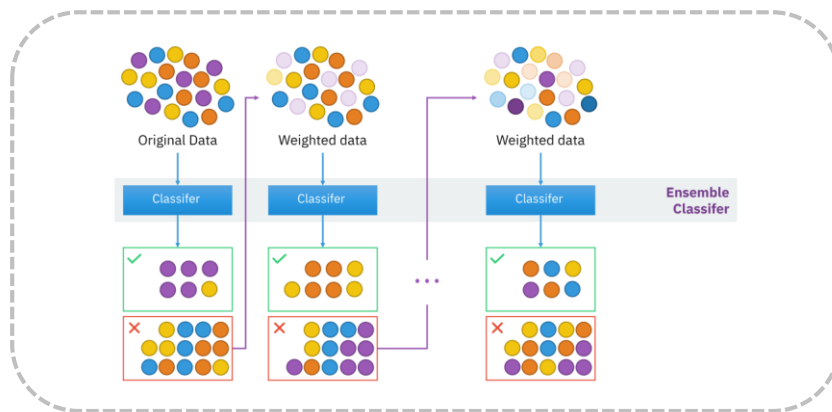 Original Data
Weighted data
Weighted data
Classifer
Classifer
Classifer
Ensemble
Classifer